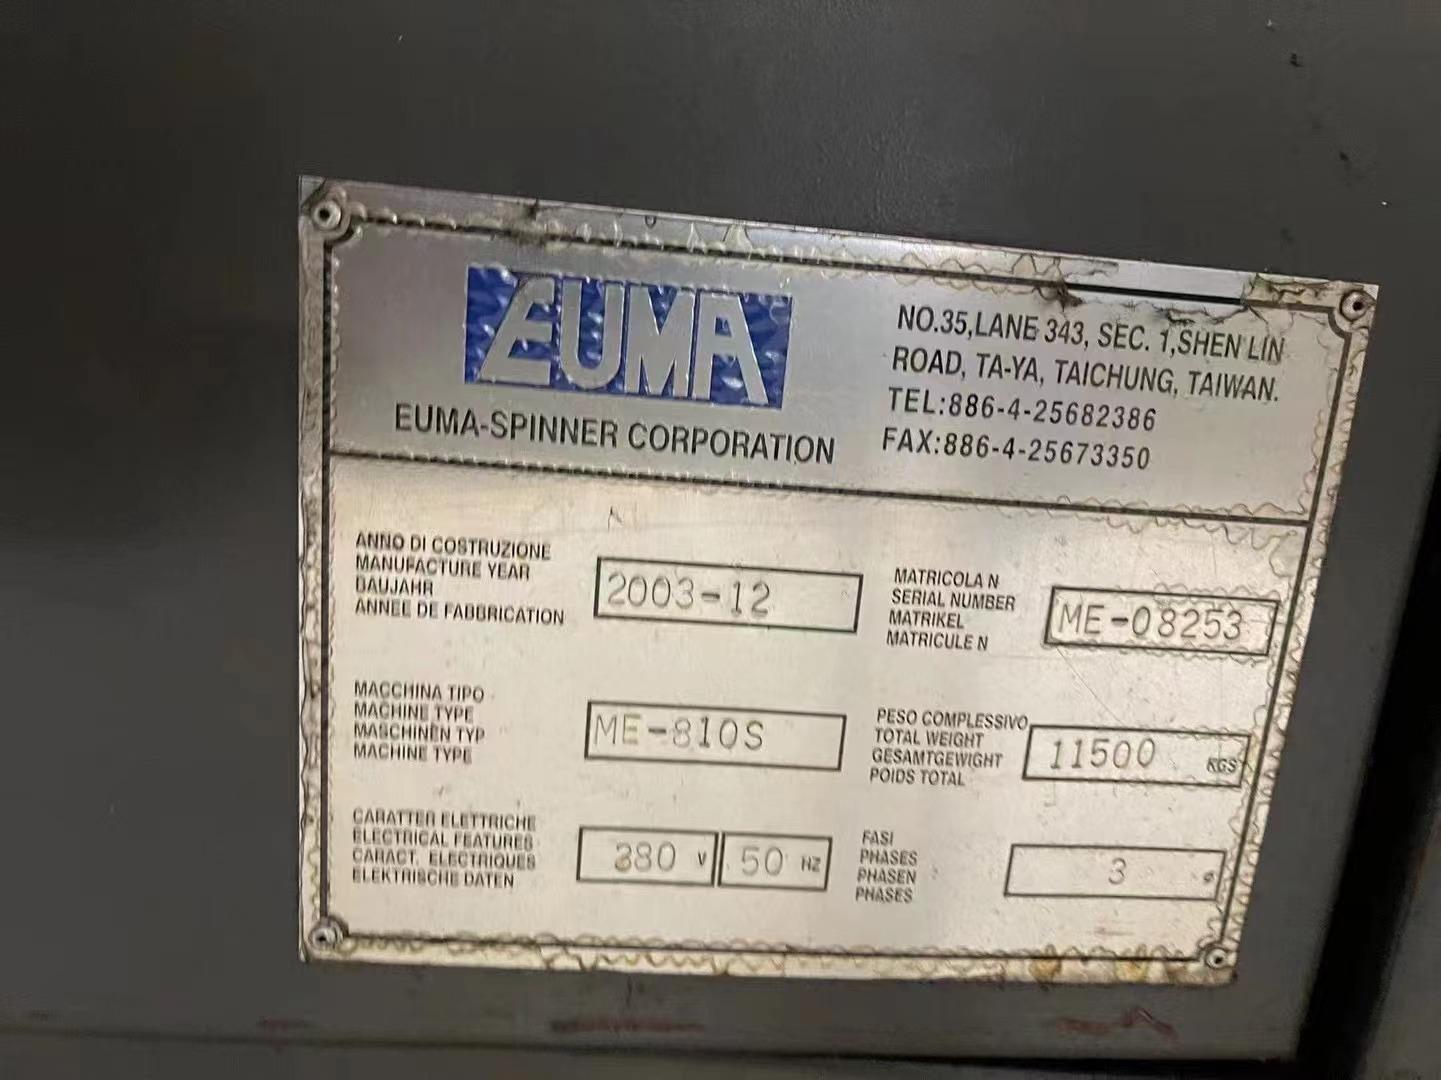 EUMA
EUMA-SPINNER CORPORATION
NO.35,LANE 343, SEC. 1,SHEN LIN
ROAD, TA-YA, TAICHUNG, TAIWAN.
TEL:886-4-25682386
FAX:886-4-25673350
ANNO DI COSTRUZIONE
MANUFACTURE YEAR
BAUJAHR
ANNEE DE FABBRICATION
2003-12
MATRICOLA N
SERIAL NUMBER
MATRIKEL
MATRICULE N
ME-08253
MACCHINA TIPO
MACHINE TYPE
MASCHINEN TYP
MACHINE TYPE
ME-810S
PESO COMPLESSIVO
TOTAL WEIGHT
GESAMTGEWIGHT
POIDS TOTAL
11500 KGS
CARATTER ELETTRICHE
ELECTRICAL FEATURES
CARACT. ELECTRIQUES
ELEKTRISCHE DATEN
380 V 50 HZ
FASI
PHASES
PHASEN
PHASES
3 ø